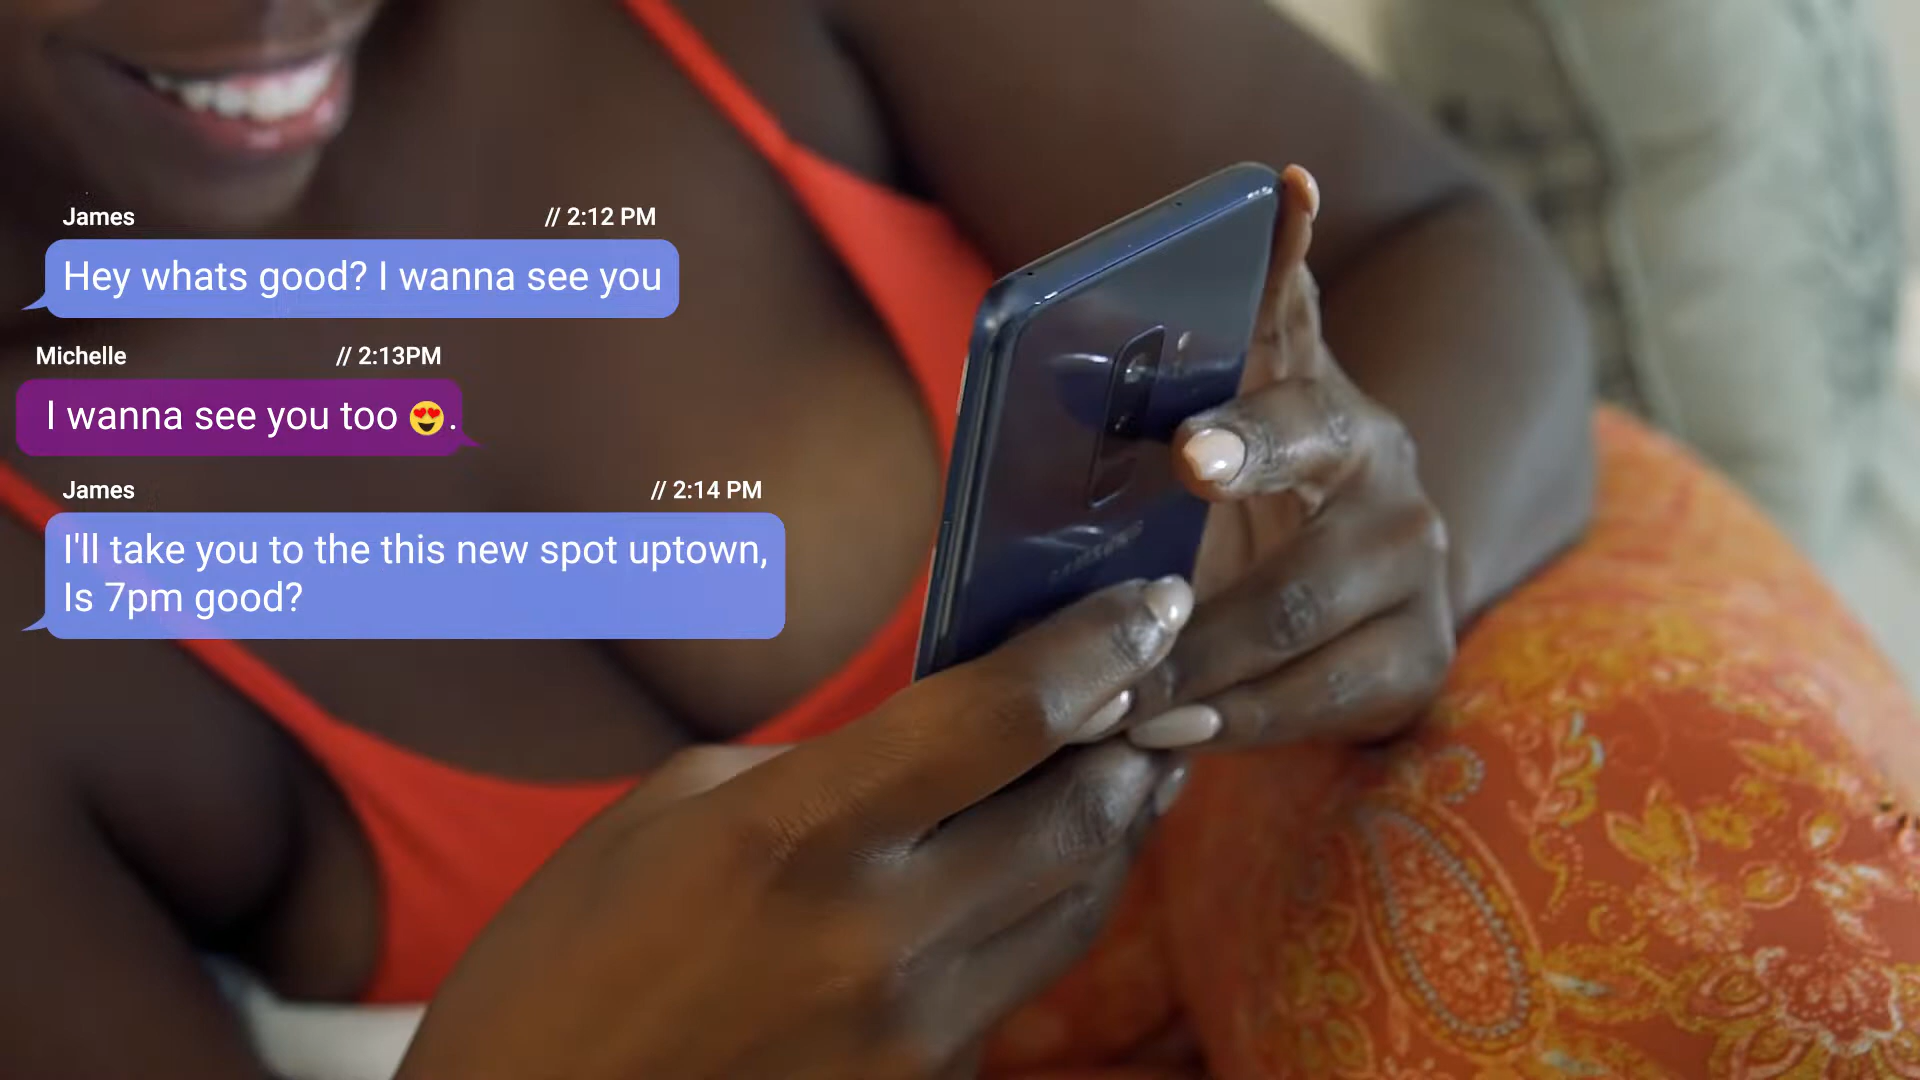 James // 2:12 PM
Hey whats good? I wanna see you
Michelle // 2:13PM
I wanna see you too 😍.
James // 2:14 PM
I'll take you to the this new spot uptown,
Is 7pm good?
SAMSUNG